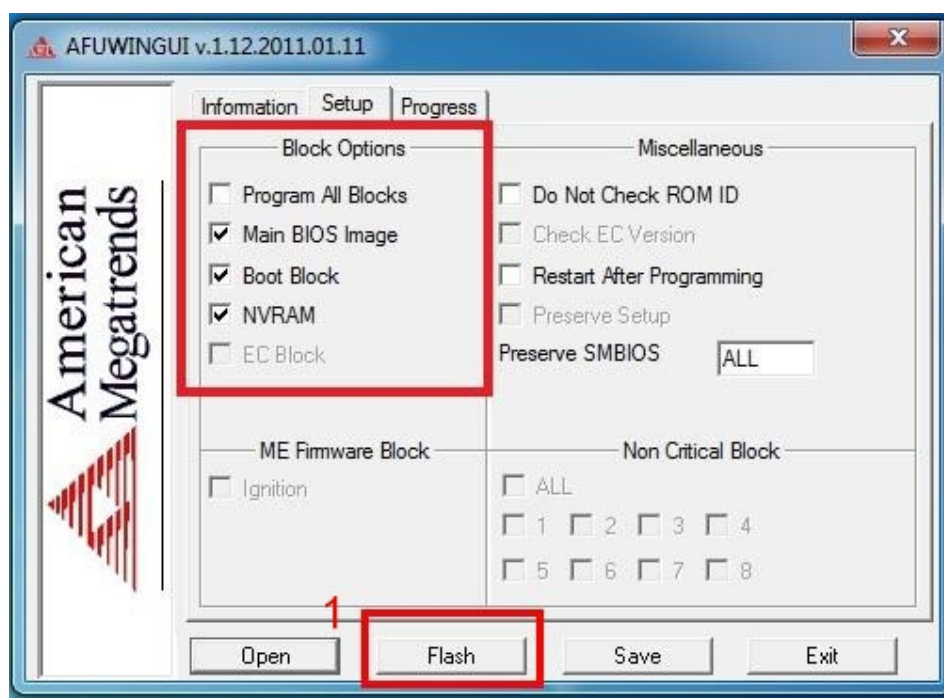 AFUWINGUI v.1.12.2011.01.11
American
Megatrends
Information Setup Progress
Block Options
Program All Blocks
Main BIOS Image
Boot Block
NVRAM
EC Block
Miscellaneous
Do Not Check ROM ID
Check EC Version
Restart After Programming
Preserve Setup
Preserve SMBIOS ALL
ME Firmware Block
Ignition
Non Critical Block
ALL
1 2 3 4
5 6 7 8
1
Open Flash Save Exit